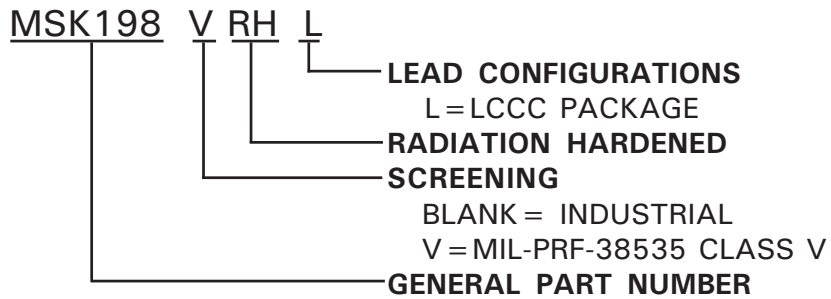 MSK198 V RH L
LEAD CONFIGURATIONS
L=LCCC PACKAGE
RADIATION HARDENED
SCREENING
BLANK= INDUSTRIAL
V=MIL-PRF-38535 CLASS V
GENERAL PART NUMBER